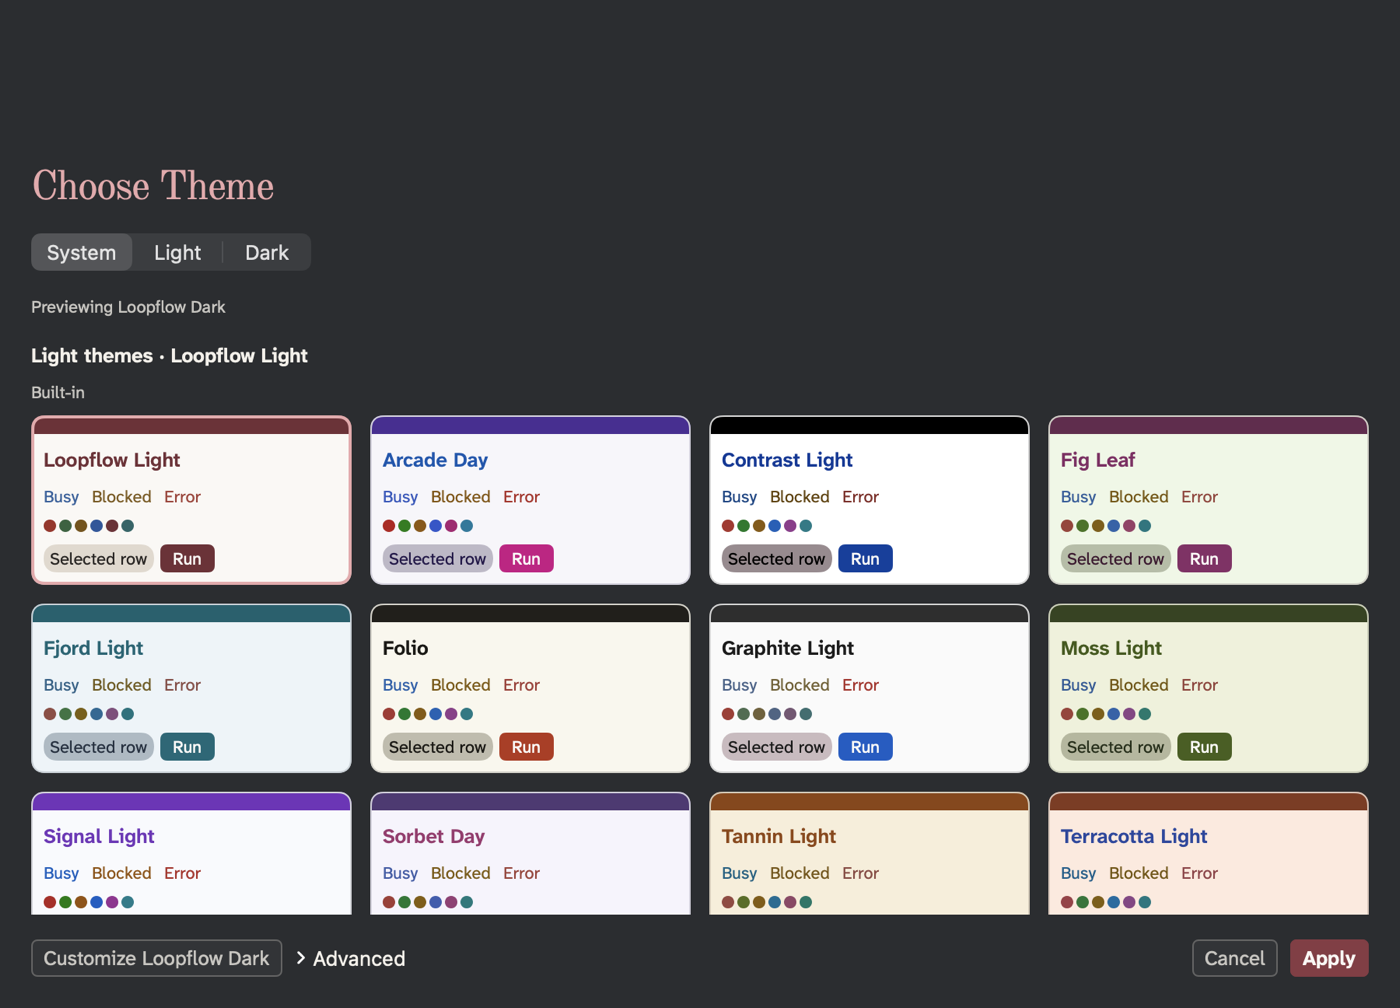 Choose Theme
System Light Dark
Previewing Loopflow Dark
Light themes · Loopflow Light
Built-in
Loopflow Light
Busy Blocked Error
Selected row Run
Arcade Day
Busy Blocked Error
Selected row Run
Contrast Light
Busy Blocked Error
Selected row Run
Fig Leaf
Busy Blocked Error
Selected row Run
Fjord Light
Busy Blocked Error
Selected row Run
Folio
Busy Blocked Error
Selected row Run
Graphite Light
Busy Blocked Error
Selected row Run
Moss Light
Busy Blocked Error
Selected row Run
Signal Light
Busy Blocked Error
Sorbet Day
Busy Blocked Error
Tannin Light
Busy Blocked Error
Terracotta Light
Busy Blocked Error
Customize Loopflow Dark > Advanced Cancel Apply